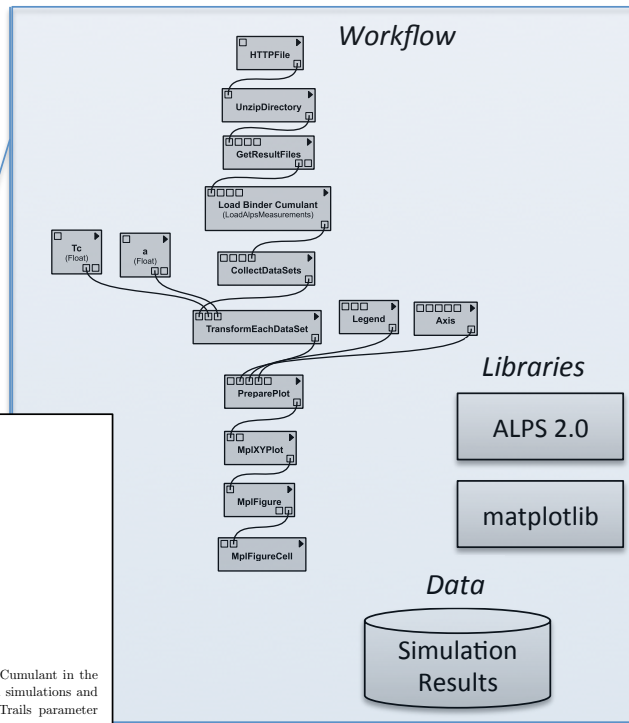 Workflow
HTTPFile
UnzipDirectory
GetResultFiles
Load Binder Cumulant
(LoadAlpsMeasurements)
Tc
(Float)
a
(Float)
CollectDataSets
TransformEachDataSet
Legend
Axis
PreparePlot
MplXYPlot
MplFigure
MplFigureCell
Libraries
ALPS 2.0
matplotlib
Data
Simulation
Results
Cumulant in the
simulations and
Trails parameter